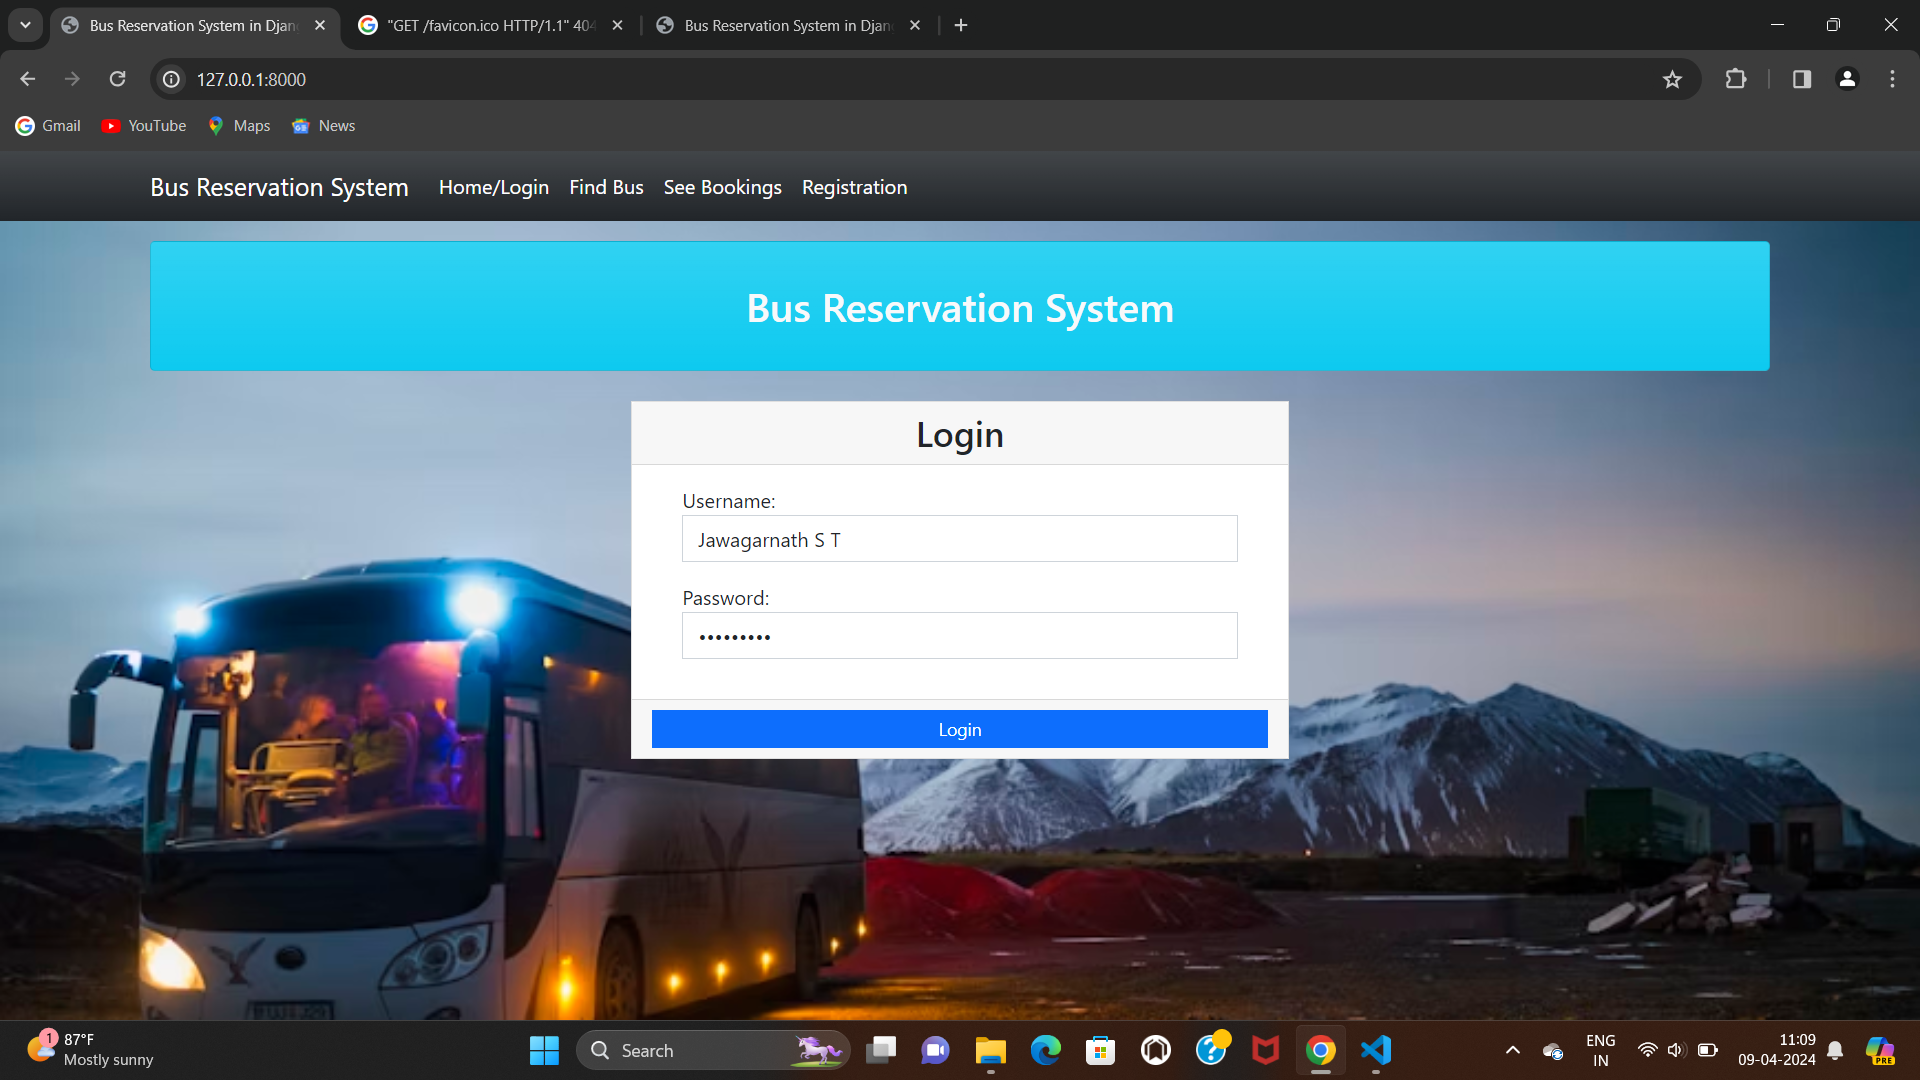 Bus Reservation System in Djan
"GET /favicon.ico HTTP/1.1" 404
Bus Reservation System in Djan
127.0.0.1:8000
Gmail
YouTube
Maps
News
Bus Reservation System
Home/Login
Find Bus
See Bookings
Registration
Bus Reservation System
Login
Username:
Jawagarnath S T
Password:
•••••••••
Login
1
87°F
Mostly sunny
Search
PRE
ENG
IN
11:09
09-04-2024